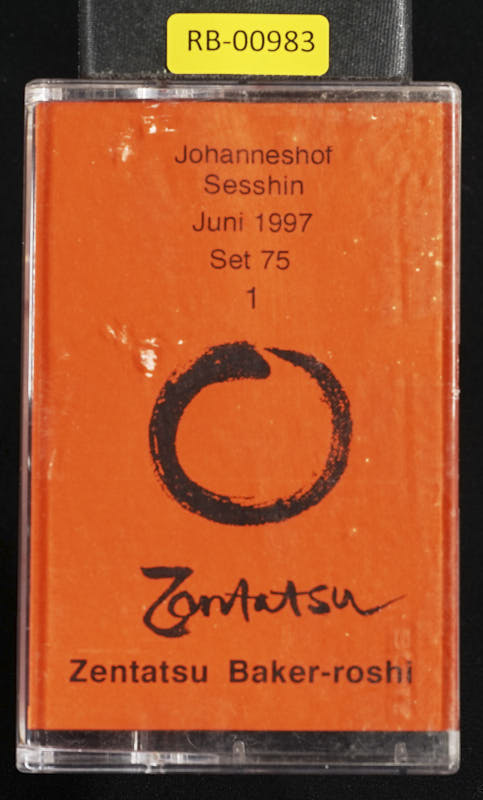 RB-00983
Johanneshof
Sesshin
Juni 1997
Set 75
1
Zentatsu
Zentatsu Baker-roshi